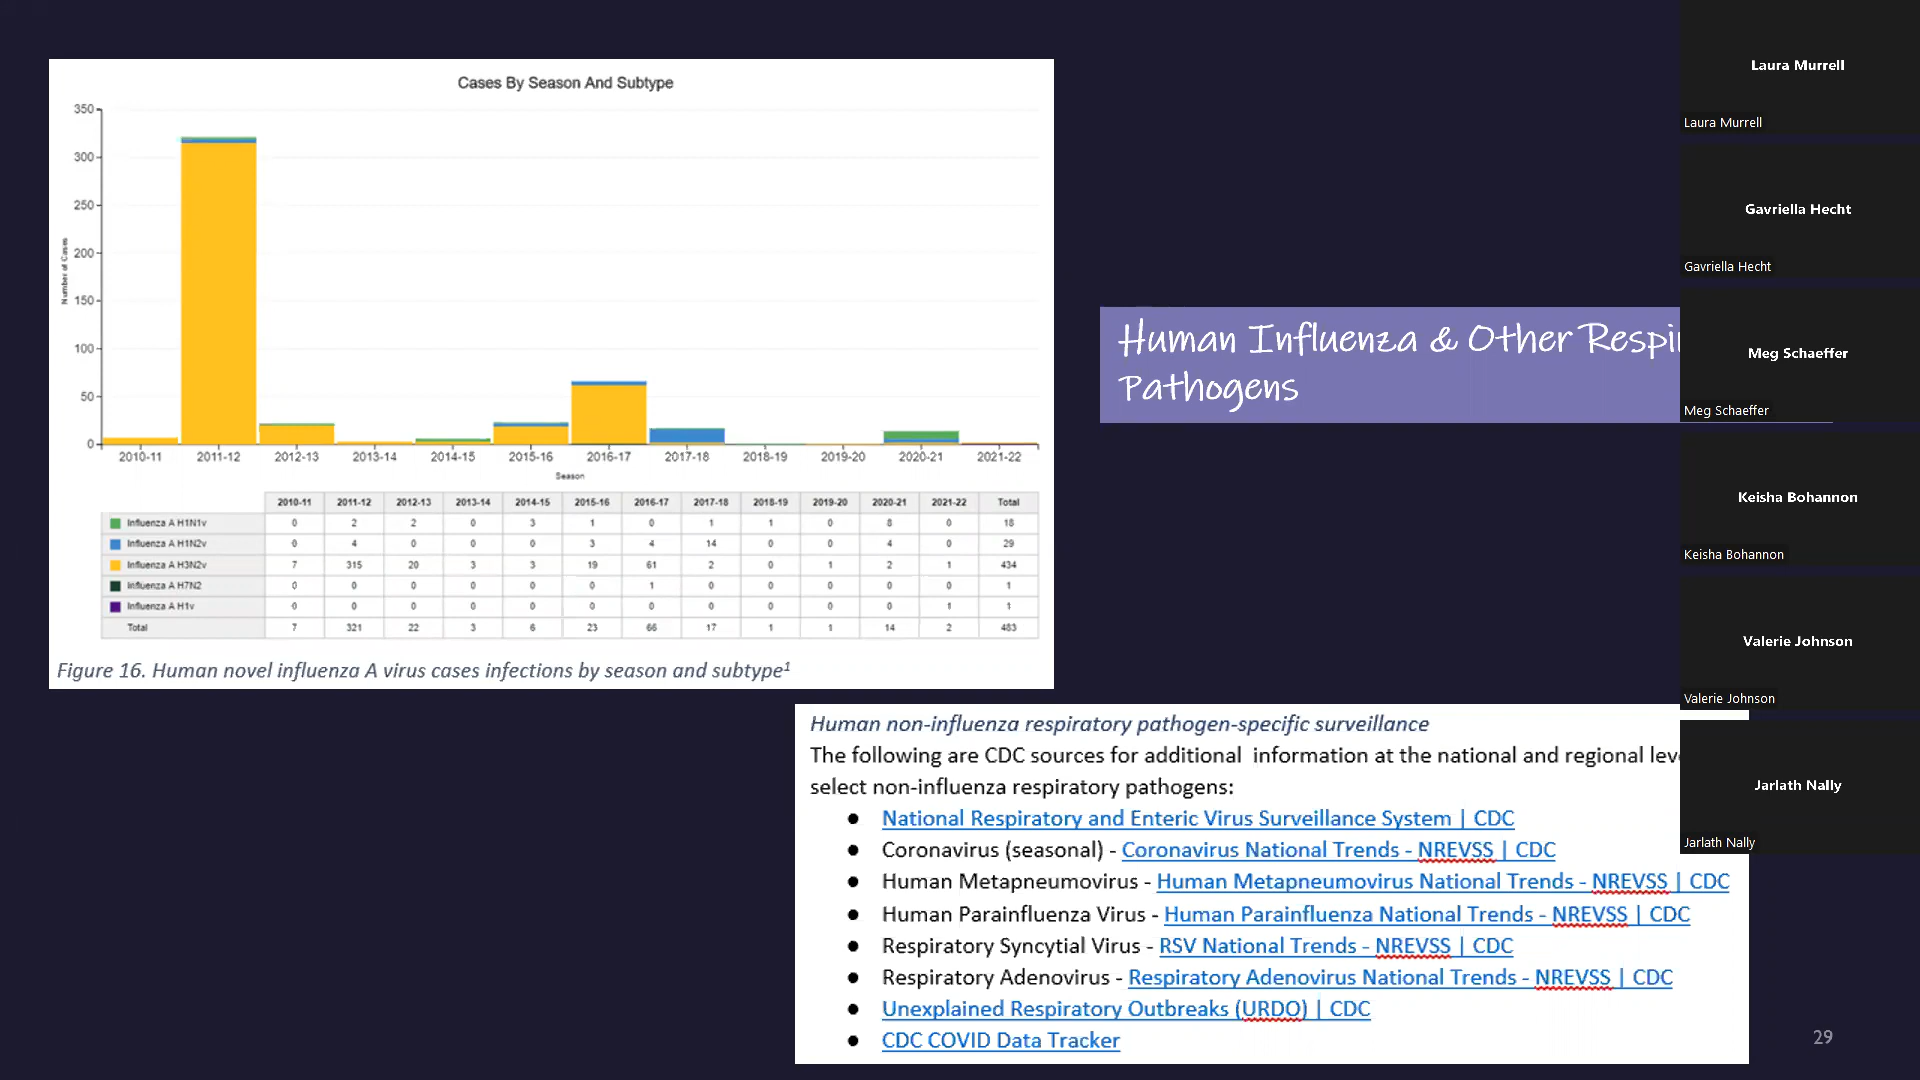 Cases By Season And Subtype
Number of Cases
350
300
250
200
150
100
50
0
2010-11 2011-12 2012-13 2013-14 2014-15 2015-16 2016-17 2017-18 2018-19 2019-20 2020-21 2021-22
Season
2010-11 2011-12 2012-13 2013-14 2014-15 2015-16 2016-17 2017-18 2018-19 2019-20 2020-21 2021-22 Total
Influenza A H1N1v 0 2 2 0 3 1 0 1 1 0 8 0 18
Influenza A H1N2v 0 4 0 0 0 3 4 14 0 0 4 0 29
Influenza A H3N2v 7 315 20 3 3 19 61 2 0 1 2 1 434
Influenza A H7N2 0 0 0 0 0 0 1 0 0 0 0 0 1
Influenza A H1v 0 0 0 0 0 0 0 0 0 0 0 1 1
Total 7 321 22 3 6 23 66 17 1 1 14 2 483
Figure 16. Human novel influenza A virus cases infections by season and subtype¹
Human Influenza & Other Respi
Pathogens
Human non-influenza respiratory pathogen-specific surveillance
The following are CDC sources for additional information at the national and regional lev
select non-influenza respiratory pathogens:
● National Respiratory and Enteric Virus Surveillance System | CDC
● Coronavirus (seasonal) - Coronavirus National Trends - NREVSS | CDC
● Human Metapneumovirus - Human Metapneumovirus National Trends - NREVSS | CDC
● Human Parainfluenza Virus - Human Parainfluenza National Trends - NREVSS | CDC
● Respiratory Syncytial Virus - RSV National Trends - NREVSS | CDC
● Respiratory Adenovirus - Respiratory Adenovirus National Trends - NREVSS | CDC
● Unexplained Respiratory Outbreaks (URDO) | CDC
● CDC COVID Data Tracker
29
Laura Murrell
Laura Murrell
Gavriella Hecht
Gavriella Hecht
Meg Schaeffer
Meg Schaeffer
Keisha Bohannon
Keisha Bohannon
Valerie Johnson
Valerie Johnson
Jarlath Nally
Jarlath Nally